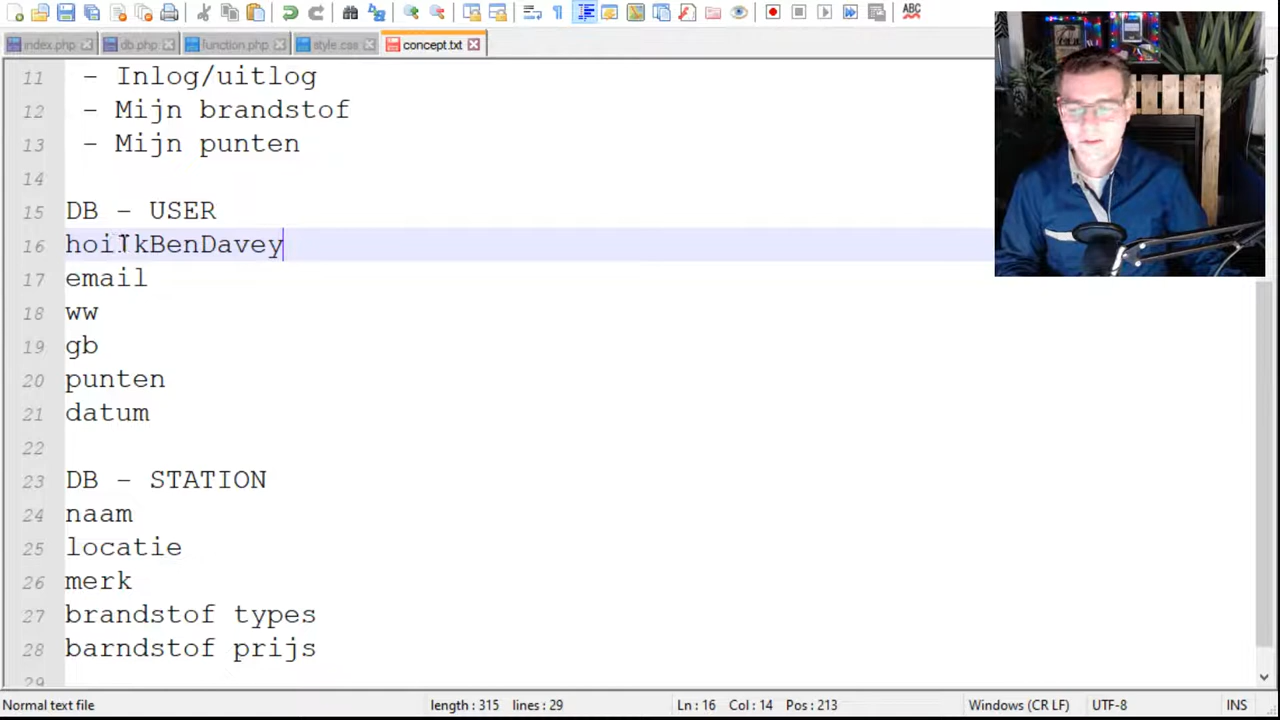 index.php
db.php
function.php
style.css
concept.txt
ABC
11 - Inlog/uitlog
12 - Mijn brandstof
13 - Mijn punten
14
15 DB - USER
16 hoiIkBenDavey
17 email
18 ww
19 gb
20 punten
21 datum
22
23 DB - STATION
24 naam
25 locatie
26 merk
27 brandstof types
28 barndstof prijs
29
Normal text file length : 315 lines : 29 Ln : 16 Col : 14 Pos : 213 Windows (CR LF) UTF-8 INS